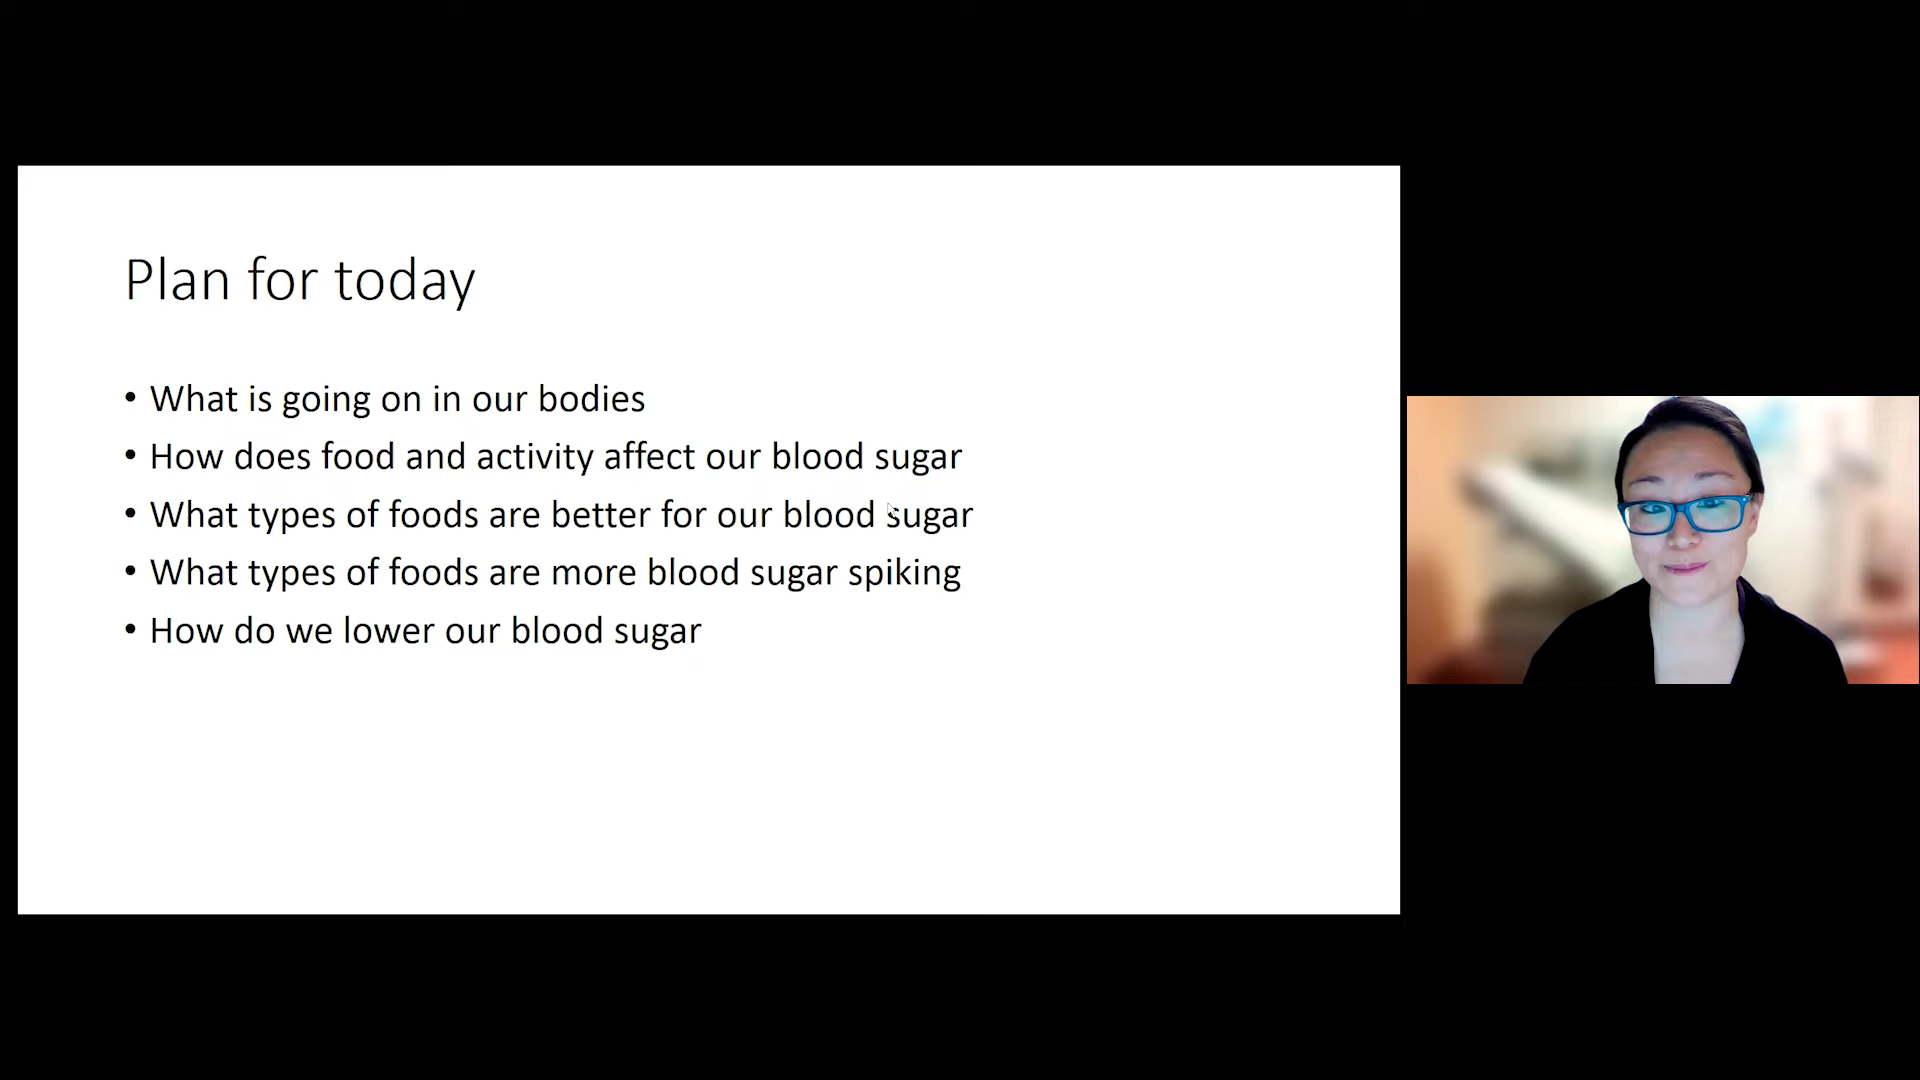 Plan for today
• What is going on in our bodies
• How does food and activity affect our blood sugar
• What types of foods are better for our blood sugar
• What types of foods are more blood sugar spiking
• How do we lower our blood sugar